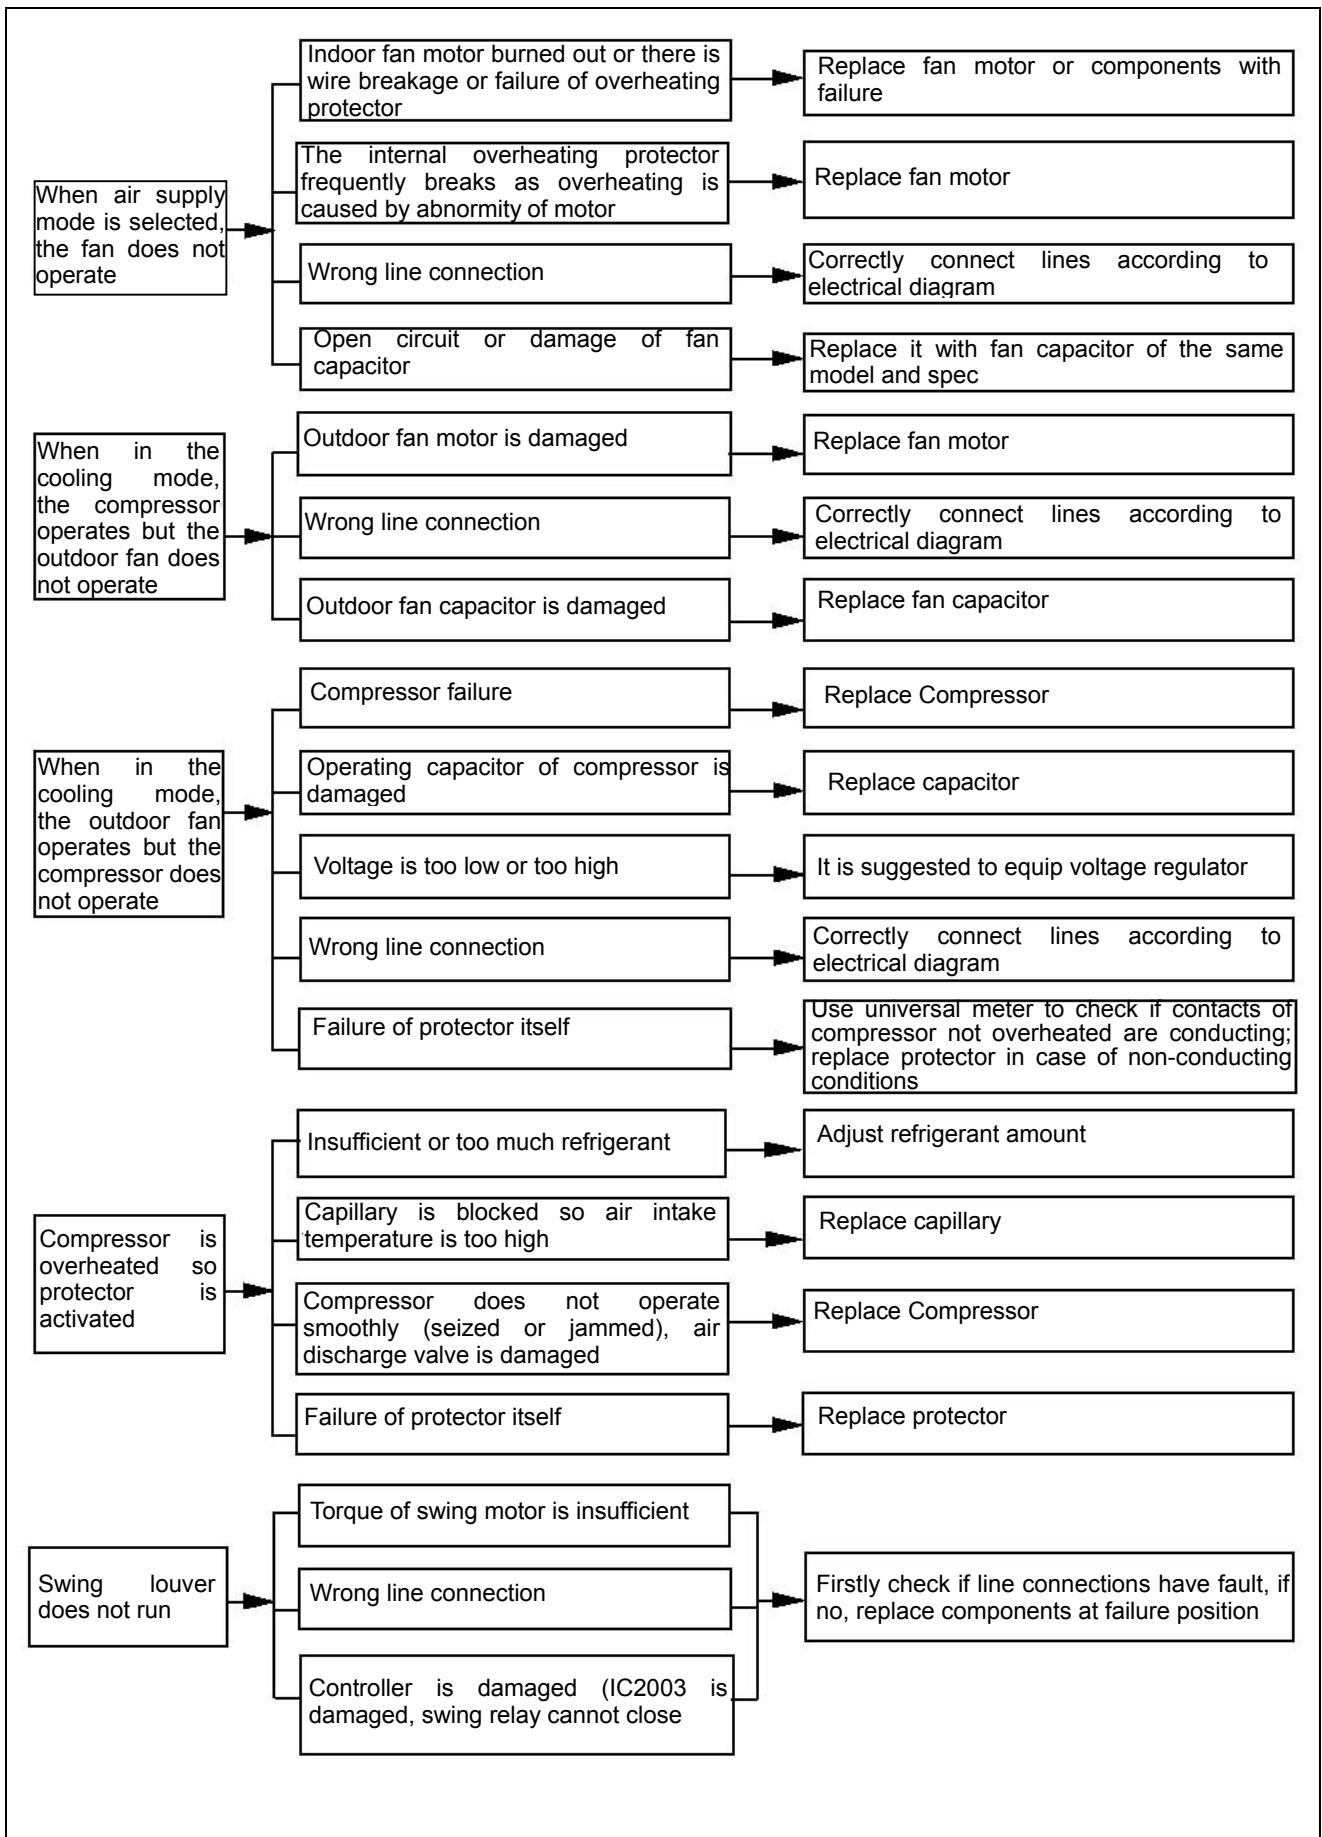 When air supply
mode is selected,
the fan does not
operate
Indoor fan motor burned out or there is
wire breakage or failure of overheating
protector
Replace fan motor or components with
failure
The internal overheating protector
frequently breaks as overheating is
caused by abnormity of motor
Replace fan motor
Wrong line connection
Correctly connect lines according to
electrical diagram
Open circuit or damage of fan
capacitor
Replace it with fan capacitor of the same
model and spec
When in the
cooling mode,
the compressor
operates but the
outdoor fan does
not operate
Outdoor fan motor is damaged
Replace fan motor
Wrong line connection
Correctly connect lines according to
electrical diagram
Outdoor fan capacitor is damaged
Replace fan capacitor
When in the
cooling mode,
the outdoor fan
operates but the
compressor does
not operate
Compressor failure
Replace Compressor
Operating capacitor of compressor is
damaged
Replace capacitor
Voltage is too low or too high
It is suggested to equip voltage regulator
Wrong line connection
Correctly connect lines according to
electrical diagram
Failure of protector itself
Use universal meter to check if contacts of
compressor not overheated are conducting;
replace protector in case of non-conducting
conditions
Compressor is
overheated so
protector is
activated
Insufficient or too much refrigerant
Adjust refrigerant amount
Capillary is blocked so air intake
temperature is too high
Replace capillary
Compressor does not operate
smoothly (seized or jammed), air
discharge valve is damaged
Replace Compressor
Failure of protector itself
Replace protector
Swing louver
does not run
Torque of swing motor is insufficient
Wrong line connection
Controller is damaged (IC2003 is
damaged, swing relay cannot close
Firstly check if line connections have fault, if
no, replace components at failure position